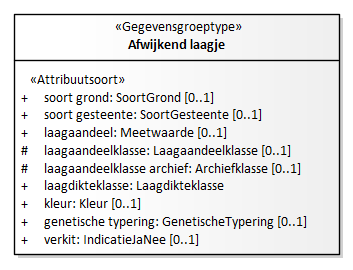 «Gegevensgroeptype»
Afwijkend laagje
«Attribuutsoort»
+ soort grond: SoortGrond [0..1]
+ soort gesteente: SoortGesteente [0..1]
+ laagaandeel: Meetwaarde [0..1]
# laagaandeelklasse: Laagaandeelklasse [0..1]
# laagaandeelklasse archief: Archiefklasse [0..1]
+ laagdikteklasse: Laagdikteklasse
+ kleur: Kleur [0..1]
+ genetische typering: GenetischeTypering [0..1]
+ verkit: IndicatieJaNee [0..1]